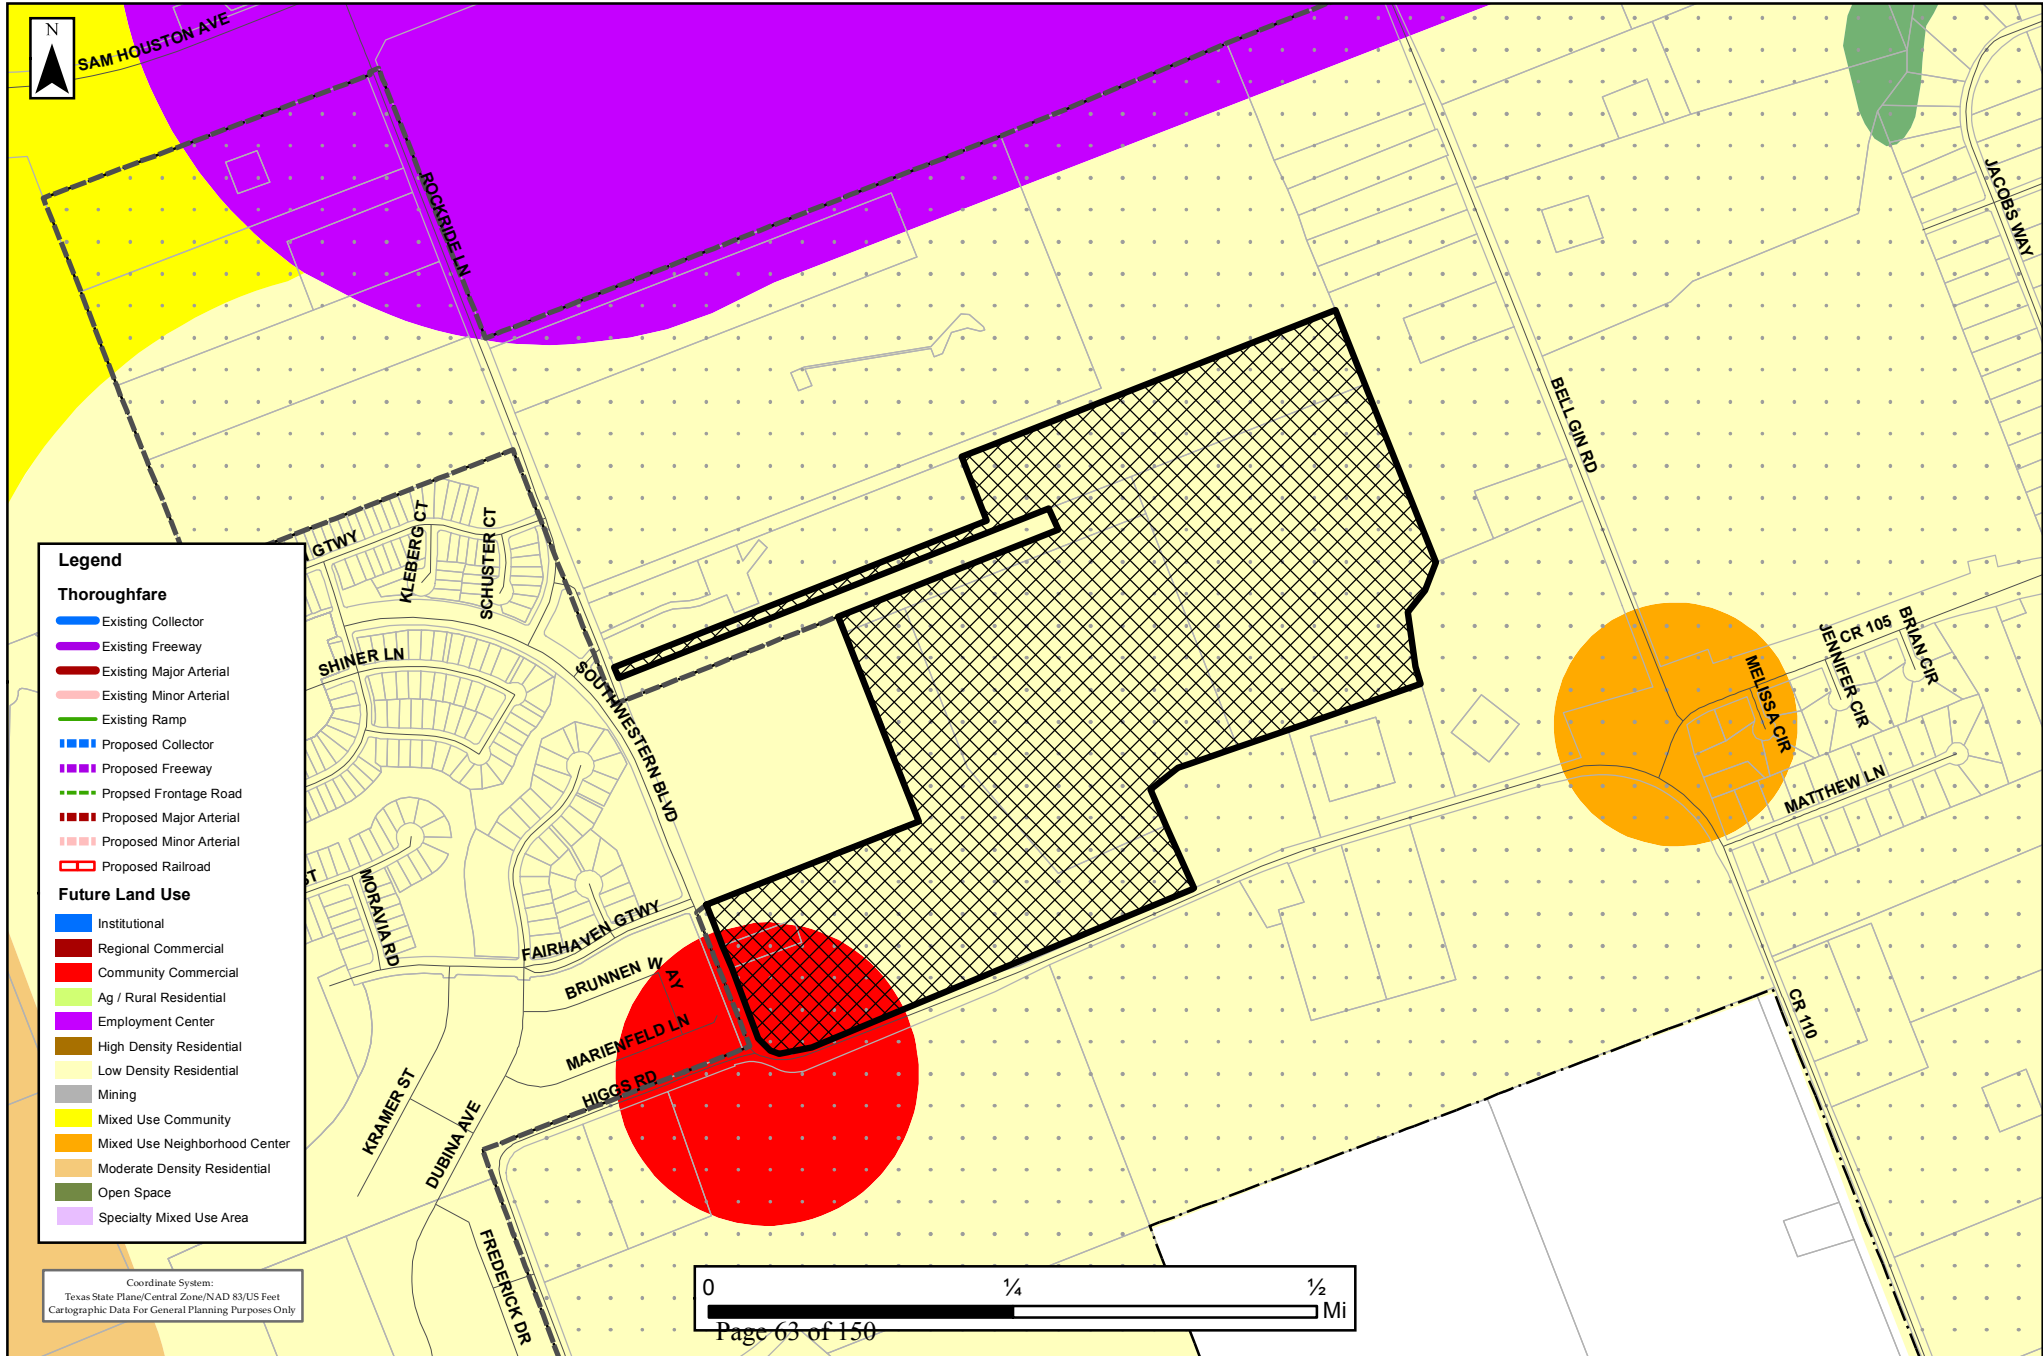 N
SAM HOUSTON AVE
ROCKRIDE LN
JACOBS WAY
BELL GIN RD
GTWY
KLEBERG CT
SCHUSTER CT
SHINER LN
SOUTHWESTERN BLVD
CR 105
BRIAN CIR
JENNIFER CIR
MELISSA CIR
MATTHEW LN
ST
MORAVIA RD
FAIRHAVEN GTWY
BRUNNEN WAY
MARIENFELD LN
HIGGS RD
KRAMER ST
DUBINA AVE
FREDERICK DR
CR 110
Legend
Thoroughfare
Existing Collector
Existing Freeway
Existing Major Arterial
Existing Minor Arterial
Existing Ramp
Proposed Collector
Proposed Freeway
Propsed Frontage Road
Proposed Major Arterial
Proposed Minor Arterial
Proposed Railroad
Future Land Use
Institutional
Regional Commercial
Community Commercial
Ag / Rural Residential
Employment Center
High Density Residential
Low Density Residential
Mining
Mixed Use Community
Mixed Use Neighborhood Center
Moderate Density Residential
Open Space
Specialty Mixed Use Area
Coordinate System:
Texas State Plane/Central Zone/NAD 83/US Feet
Cartographic Data For General Planning Purposes Only
0 ¼ ½
Mi
Page 63 of 150